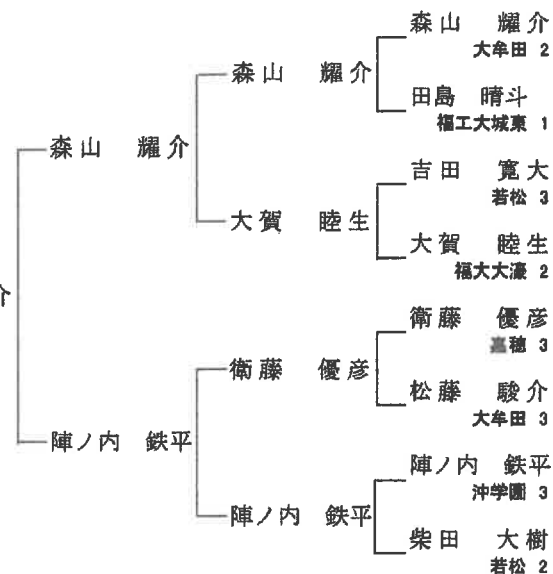 森山 耀介
大牟田 2
森山 耀介
田島 晴斗
福工大城東 1
森山 耀介
吉田 寛大
若松 3
大賀 睦生
大賀 睦生
福大大濠 2
介
衛藤 優彦
嘉穂 3
衛藤 優彦
松藤 駿介
大牟田 3
陣ノ内 鉄平
陣ノ内 鉄平
沖学園 3
陣ノ内 鉄平
柴田 大樹
若松 2